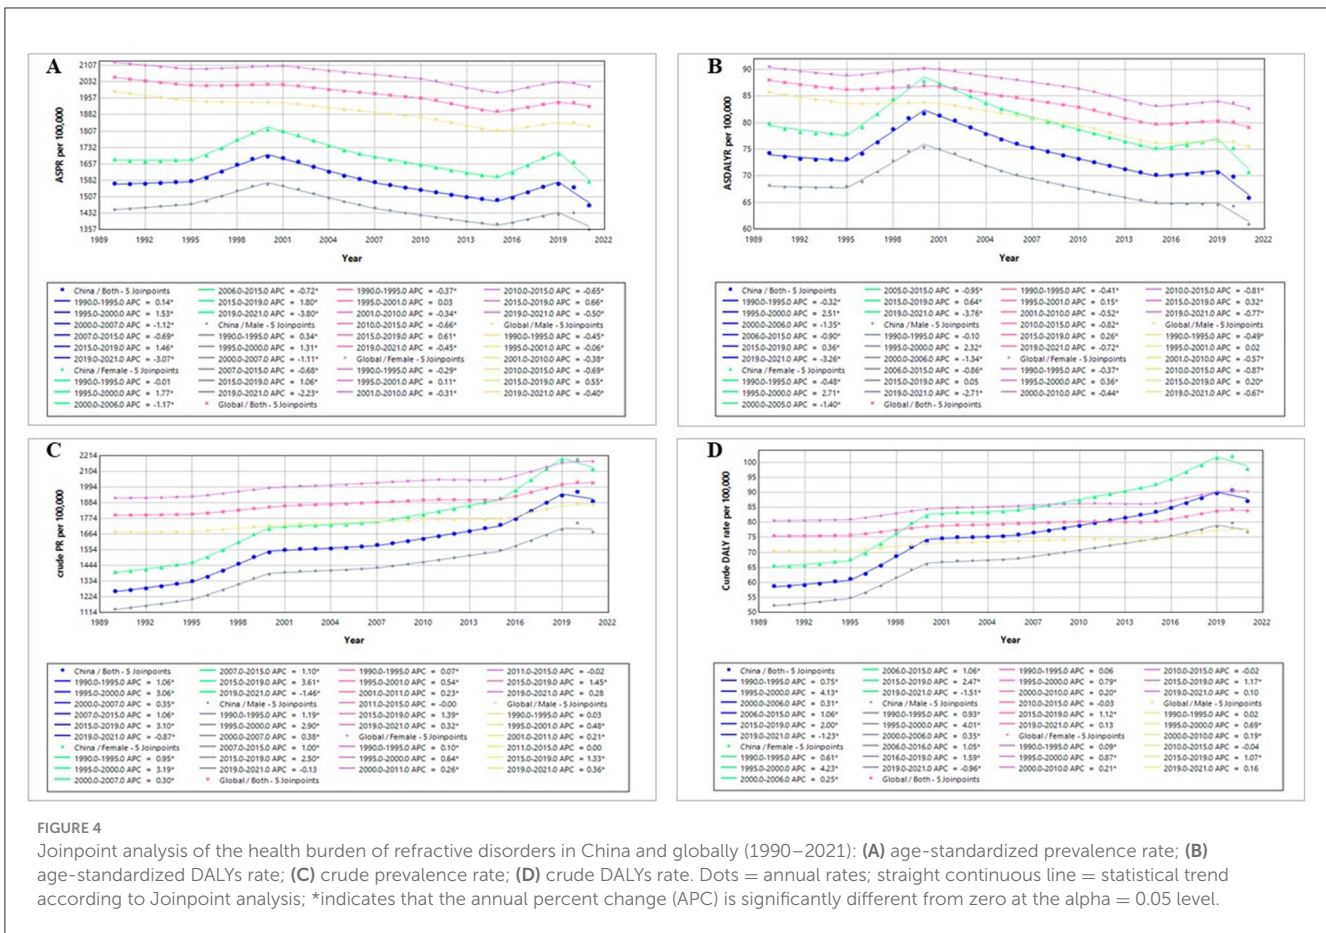 A
ASPR per 100,000
2107
2032
1957
1882
1807
1732
1657
1582
1507
1432
1357
1989 1992 1995 1998 2001 2004 2007 2010 2013 2016 2019 2022
Year
China / Both - 5 Joinpoints
1990.0-1995.0 APC = 0.14*
1995.0-2000.0 APC = 1.53*
2000.0-2007.0 APC = -1.12*
2007.0-2015.0 APC = -0.69*
2015.0-2019.0 APC = 1.46*
2019.0-2021.0 APC = -3.07*
China / Female - 5 Joinpoints
1990.0-1995.0 APC = -0.01
1995.0-2000.0 APC = 1.77*
2000.0-2006.0 APC = -1.17*
2006.0-2015.0 APC = -0.72*
2015.0-2019.0 APC = 1.80*
2019.0-2021.0 APC = -3.80*
China / Male - 5 Joinpoints
1990.0-1995.0 APC = 0.34*
1995.0-2000.0 APC = 1.31*
2000.0-2007.0 APC = -1.11*
2007.0-2015.0 APC = -0.68*
2015.0-2019.0 APC = 1.06*
2019.0-2021.0 APC = -2.23*
Global / Both - 5 Joinpoints
1990.0-1995.0 APC = -0.37*
1995.0-2001.0 APC = 0.03
2001.0-2010.0 APC = -0.34*
2010.0-2015.0 APC = -0.66*
2015.0-2019.0 APC = 0.61*
2019.0-2021.0 APC = -0.45*
Global / Female - 5 Joinpoints
1990.0-1995.0 APC = -0.29*
1995.0-2001.0 APC = 0.11*
2001.0-2010.0 APC = -0.31*
2010.0-2015.0 APC = -0.65*
2015.0-2019.0 APC = 0.66*
2019.0-2021.0 APC = -0.50*
Global / Male - 5 Joinpoints
1990.0-1995.0 APC = -0.45*
1995.0-2001.0 APC = -0.06*
2001.0-2010.0 APC = -0.38*
2010.0-2015.0 APC = -0.69*
2015.0-2019.0 APC = 0.55*
2019.0-2021.0 APC = -0.40*
B
ASDALYR per 100,000
90
85
80
75
70
65
60
1989 1992 1995 1998 2001 2004 2007 2010 2013 2016 2019 2022
Year
China / Both - 5 Joinpoints
1990.0-1995.0 APC = -0.32*
1995.0-2000.0 APC = 2.51*
2000.0-2006.0 APC = -1.35*
2006.0-2015.0 APC = -0.90*
2015.0-2019.0 APC = 0.36*
2019.0-2021.0 APC = -3.26*
China / Female - 5 Joinpoints
1990.0-1995.0 APC = -0.48*
1995.0-2000.0 APC = 2.71*
2000.0-2005.0 APC = -1.40*
2005.0-2015.0 APC = -0.95*
2015.0-2019.0 APC = 0.64*
2019.0-2021.0 APC = -3.76*
China / Male - 5 Joinpoints
1990.0-1995.0 APC = -0.10
1995.0-2000.0 APC = 2.32*
2000.0-2006.0 APC = -1.34*
2006.0-2015.0 APC = -0.86*
2015.0-2019.0 APC = 0.05
2019.0-2021.0 APC = -2.71*
Global / Both - 5 Joinpoints
1990.0-1995.0 APC = -0.41*
1995.0-2001.0 APC = 0.15*
2001.0-2010.0 APC = -0.52*
2010.0-2015.0 APC = -0.82*
2015.0-2019.0 APC = 0.26*
2019.0-2021.0 APC = -0.72*
Global / Female - 5 Joinpoints
1990.0-1995.0 APC = -0.37*
1995.0-2000.0 APC = 0.36*
2000.0-2010.0 APC = -0.44*
2010.0-2015.0 APC = -0.81*
2015.0-2019.0 APC = 0.32*
2019.0-2021.0 APC = -0.77*
Global / Male - 5 Joinpoints
1990.0-1995.0 APC = -0.49*
1995.0-2001.0 APC = 0.02
2001.0-2010.0 APC = -0.57*
2010.0-2015.0 APC = -0.87*
2015.0-2019.0 APC = 0.20*
2019.0-2021.0 APC = -0.67*
C
crude PR per 100,000
2214
2104
1994
1884
1774
1664
1554
1444
1334
1224
1114
1989 1992 1995 1998 2001 2004 2007 2010 2013 2016 2019 2022
Year
China / Both - 5 Joinpoints
1990.0-1995.0 APC = 1.06*
1995.0-2000.0 APC = 3.06*
2000.0-2007.0 APC = 0.35*
2007.0-2015.0 APC = 1.06*
2015.0-2019.0 APC = 3.10*
2019.0-2021.0 APC = -0.87*
China / Female - 5 Joinpoints
1990.0-1995.0 APC = 0.95*
1995.0-2000.0 APC = 3.19*
2000.0-2007.0 APC = 0.30*
2007.0-2015.0 APC = 1.10*
2015.0-2019.0 APC = 3.61*
2019.0-2021.0 APC = -1.46*
China / Male - 5 Joinpoints
1990.0-1995.0 APC = 1.19*
1995.0-2000.0 APC = 2.90*
2000.0-2007.0 APC = 0.38*
2007.0-2015.0 APC = 1.00*
2015.0-2019.0 APC = 2.50*
2019.0-2021.0 APC = -0.13
Global / Both - 5 Joinpoints
1990.0-1995.0 APC = 0.07*
1995.0-2001.0 APC = 0.54*
2001.0-2011.0 APC = 0.23*
2011.0-2015.0 APC = -0.00
2015.0-2019.0 APC = 1.39*
2019.0-2021.0 APC = 0.32*
Global / Female - 5 Joinpoints
1990.0-1995.0 APC = 0.10*
1995.0-2000.0 APC = 0.64*
2000.0-2011.0 APC = 0.26*
2011.0-2015.0 APC = -0.02
2015.0-2019.0 APC = 1.45*
2019.0-2021.0 APC = 0.28
Global / Male - 5 Joinpoints
1990.0-1995.0 APC = 0.03
1995.0-2001.0 APC = 0.48*
2001.0-2011.0 APC = 0.21*
2011.0-2015.0 APC = 0.00
2015.0-2019.0 APC = 1.33*
2019.0-2021.0 APC = 0.36*
D
Curde DALY rate per 100,000
100
95
90
85
80
75
70
65
60
55
50
1989 1992 1995 1998 2001 2004 2007 2010 2013 2016 2019 2022
Year
China / Both - 5 Joinpoints
1990.0-1995.0 APC = 0.75*
1995.0-2000.0 APC = 4.13*
2000.0-2006.0 APC = 0.31*
2006.0-2015.0 APC = 1.06*
2015.0-2019.0 APC = 2.00*
2019.0-2021.0 APC = -1.23*
China / Female - 5 Joinpoints
1990.0-1995.0 APC = 0.61*
1995.0-2000.0 APC = 4.23*
2000.0-2006.0 APC = 0.25*
2006.0-2015.0 APC = 1.06*
2015.0-2019.0 APC = 2.47*
2019.0-2021.0 APC = -1.51*
China / Male - 5 Joinpoints
1990.0-1995.0 APC = 0.93*
1995.0-2000.0 APC = 4.01*
2000.0-2006.0 APC = 0.35*
2006.0-2016.0 APC = 1.05*
2016.0-2019.0 APC = 1.59*
2019.0-2021.0 APC = -0.96*
Global / Both - 5 Joinpoints
1990.0-1995.0 APC = 0.06
1995.0-2000.0 APC = 0.79*
2000.0-2010.0 APC = 0.20*
2010.0-2015.0 APC = -0.03
2015.0-2019.0 APC = 1.12*
2019.0-2021.0 APC = 0.13
Global / Female - 5 Joinpoints
1990.0-1995.0 APC = 0.09*
1995.0-2000.0 APC = 0.87*
2000.0-2010.0 APC = 0.21*
2010.0-2015.0 APC = -0.02
2015.0-2019.0 APC = 1.17*
2019.0-2021.0 APC = 0.10
Global / Male - 5 Joinpoints
1990.0-1995.0 APC = 0.02
1995.0-2000.0 APC = 0.69*
2000.0-2010.0 APC = 0.19*
2010.0-2015.0 APC = -0.04
2015.0-2019.0 APC = 1.07*
2019.0-2021.0 APC = 0.16
FIGURE 4
Joinpoint analysis of the health burden of refractive disorders in China and globally (1990–2021): (A) age-standardized prevalence rate; (B)
age-standardized DALYs rate; (C) crude prevalence rate; (D) crude DALYs rate. Dots = annual rates; straight continuous line = statistical trend
according to Joinpoint analysis; *indicates that the annual percent change (APC) is significantly different from zero at the alpha = 0.05 level.